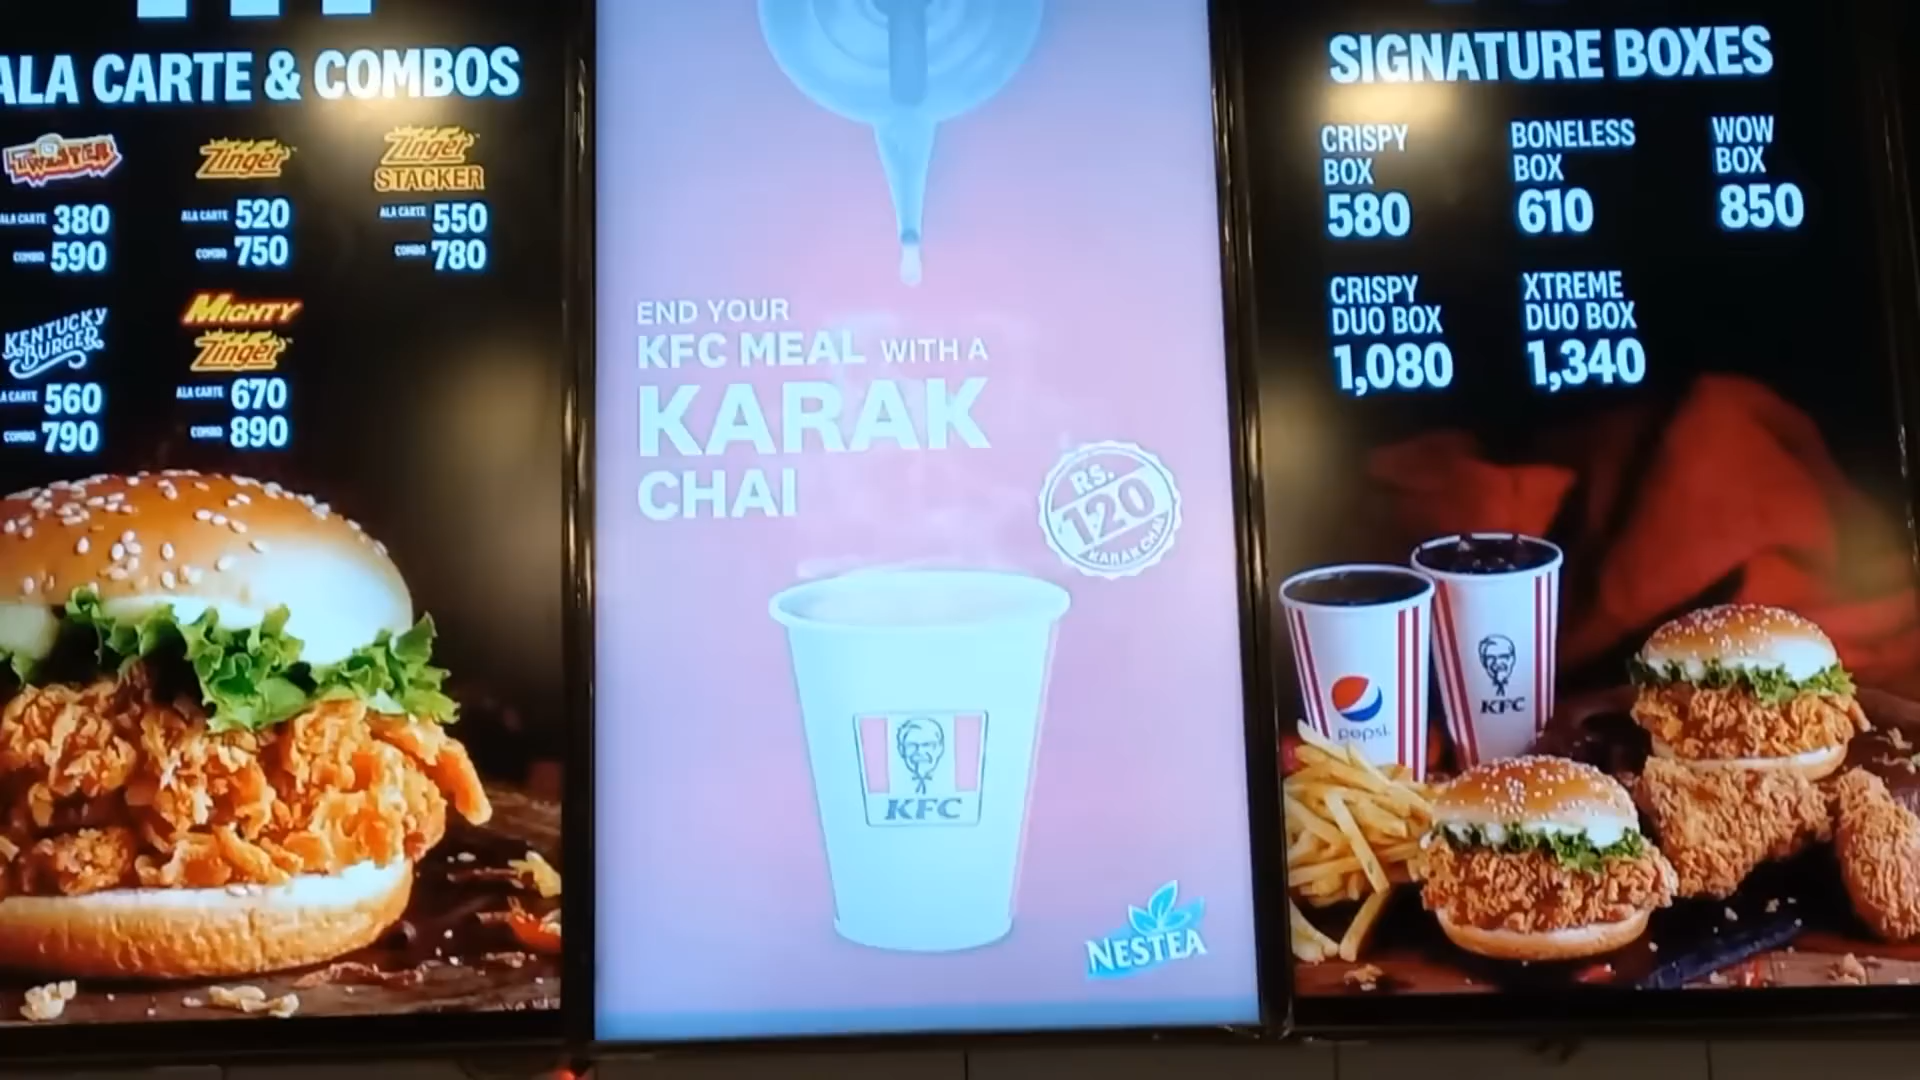 ALA CARTE & COMBOS
TWISTER
ALA CARTE 380
COMBO 590
Zinger
ALA CARTE 520
COMBO 750
Zinger
STACKER
ALA CARTE 550
COMBO 780
KENTUCKY
BURGER
ALA CARTE 560
COMBO 790
MIGHTY
Zinger
ALA CARTE 670
COMBO 890
END YOUR
KFC MEAL WITH A
KARAK
CHAI
RS.
120
KARAK CHAI
KFC
NESTEA
SIGNATURE BOXES
CRISPY
BOX
580
BONELESS
BOX
610
WOW
BOX
850
CRISPY
DUO BOX
1,080
XTREME
DUO BOX
1,340
pepsi
KFC